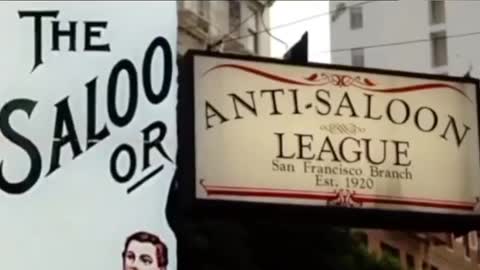 THE
SALOO
OR
ANTI-SALOON
LEAGUE
San Francisco Branch
Est. 1920